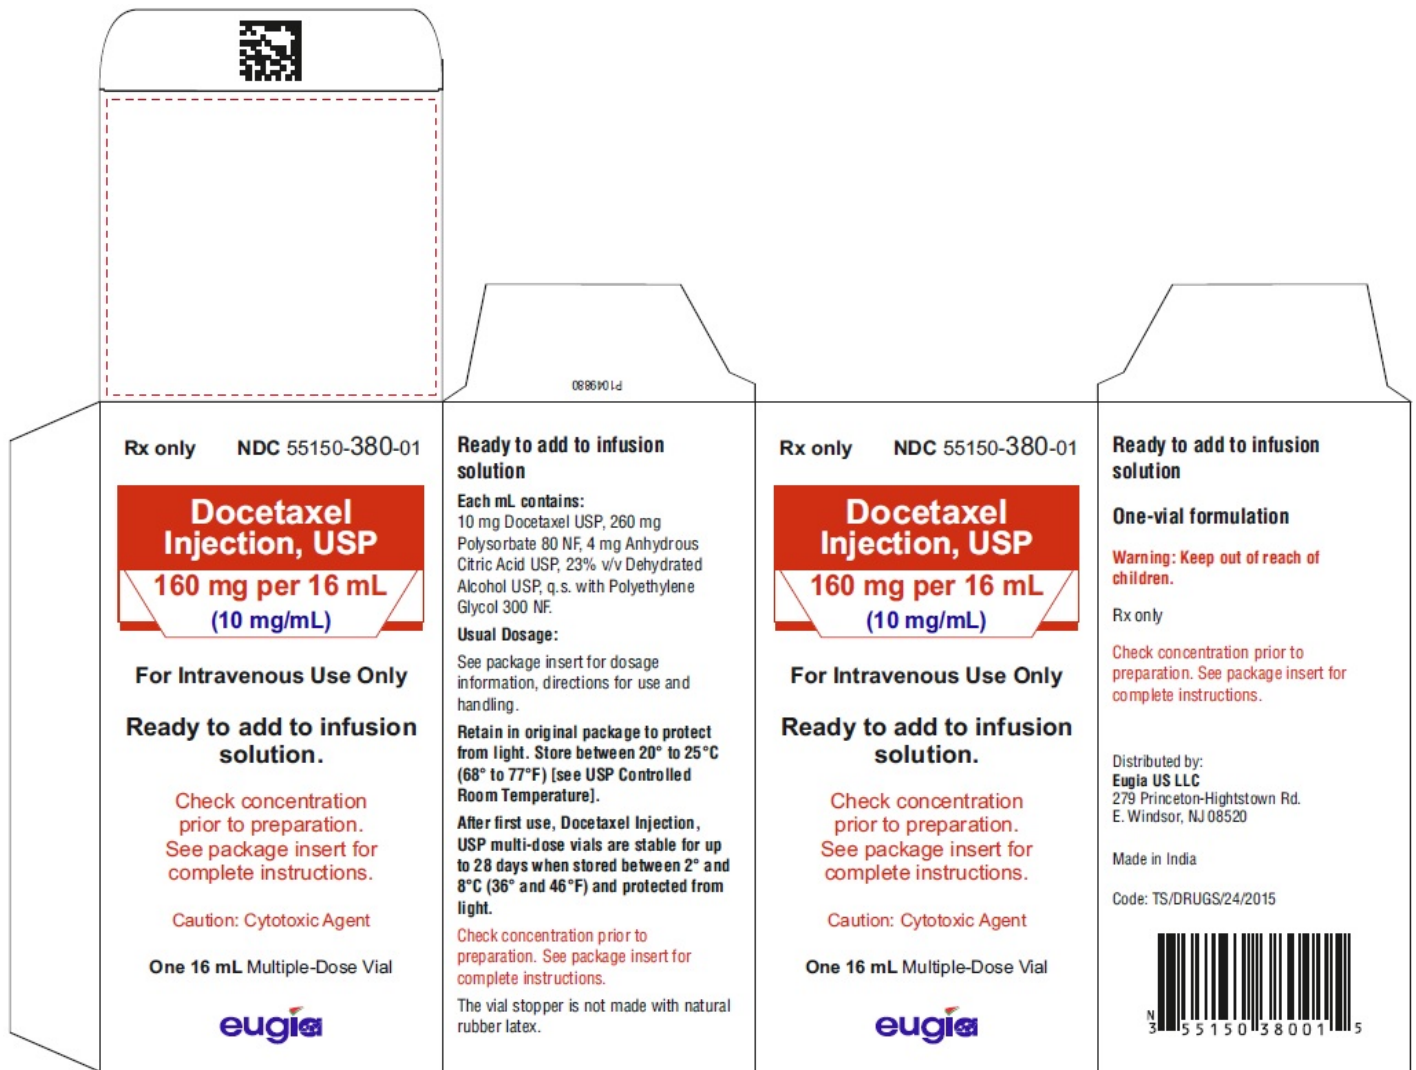 P1049880
Rx only NDC 55150-380-01
Docetaxel
Injection, USP
160 mg per 16 mL
(10 mg/mL)
For Intravenous Use Only
Ready to add to infusion
solution.
Check concentration
prior to preparation.
See package insert for
complete instructions.
Caution: Cytotoxic Agent
One 16 mL Multiple-Dose Vial
eugia
Ready to add to infusion
solution
Each mL contains:
10 mg Docetaxel USP, 260 mg
Polysorbate 80 NF, 4 mg Anhydrous
Citric Acid USP, 23% v/v Dehydrated
Alcohol USP, q.s. with Polyethylene
Glycol 300 NF.
Usual Dosage:
See package insert for dosage
information, directions for use and
handling.
Retain in original package to protect
from light. Store between 20° to 25°C
(68° to 77°F) [see USP Controlled
Room Temperature].
After first use, Docetaxel Injection,
USP multi-dose vials are stable for up
to 28 days when stored between 2° and
8°C (36° and 46°F) and protected from
light.
Check concentration prior to
preparation. See package insert for
complete instructions.
The vial stopper is not made with natural
rubber latex.
Rx only NDC 55150-380-01
Docetaxel
Injection, USP
160 mg per 16 mL
(10 mg/mL)
For Intravenous Use Only
Ready to add to infusion
solution.
Check concentration
prior to preparation.
See package insert for
complete instructions.
Caution: Cytotoxic Agent
One 16 mL Multiple-Dose Vial
eugia
Ready to add to infusion
solution
One-vial formulation
Warning: Keep out of reach of
children.
Rx only
Check concentration prior to
preparation. See package insert for
complete instructions.
Distributed by:
Eugia US LLC
279 Princeton-Hightstown Rd.
E. Windsor, NJ 08520
Made in India
Code: TS/DRUGS/24/2015
N
3 55150 38001 5